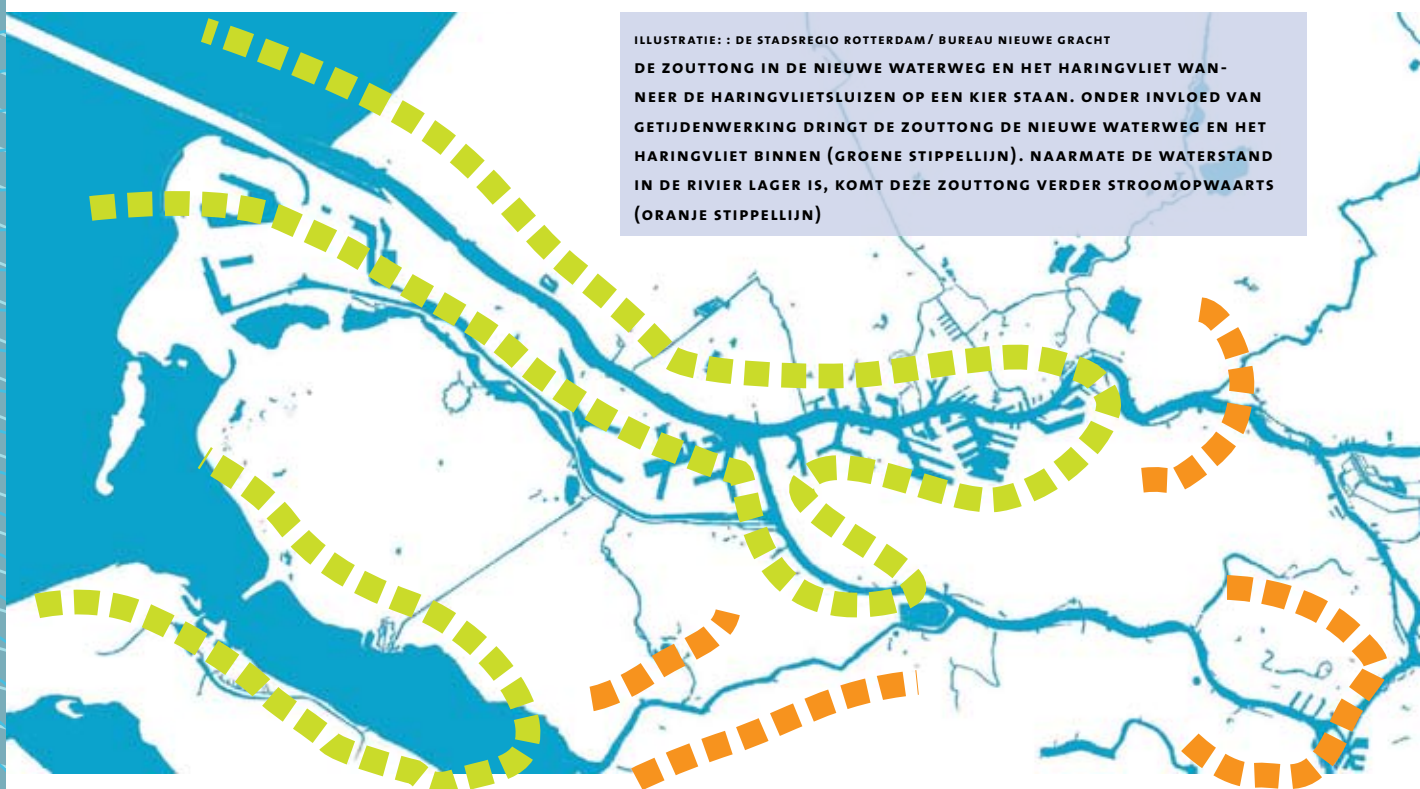 ILLUSTRATIE: : DE STADSREGIO ROTTERDAM/ BUREAU NIEUWE GRACHT
DE ZOUTTONG IN DE NIEUWE WATERWEG EN HET HARINGVLIET WAN-
NEER DE HARINGVLIETSLUIZEN OP EEN KIER STAAN. ONDER INVLOED VAN
GETIJDENWERKING DRINGT DE ZOUTTONG DE NIEUWE WATERWEG EN HET
HARINGVLIET BINNEN (GROENE STIPPELLIJN). NAARMATE DE WATERSTAND
IN DE RIVIER LAGER IS, KOMT DEZE ZOUTTONG VERDER STROOMOPWAARTS
(ORANJE STIPPELLIJN)